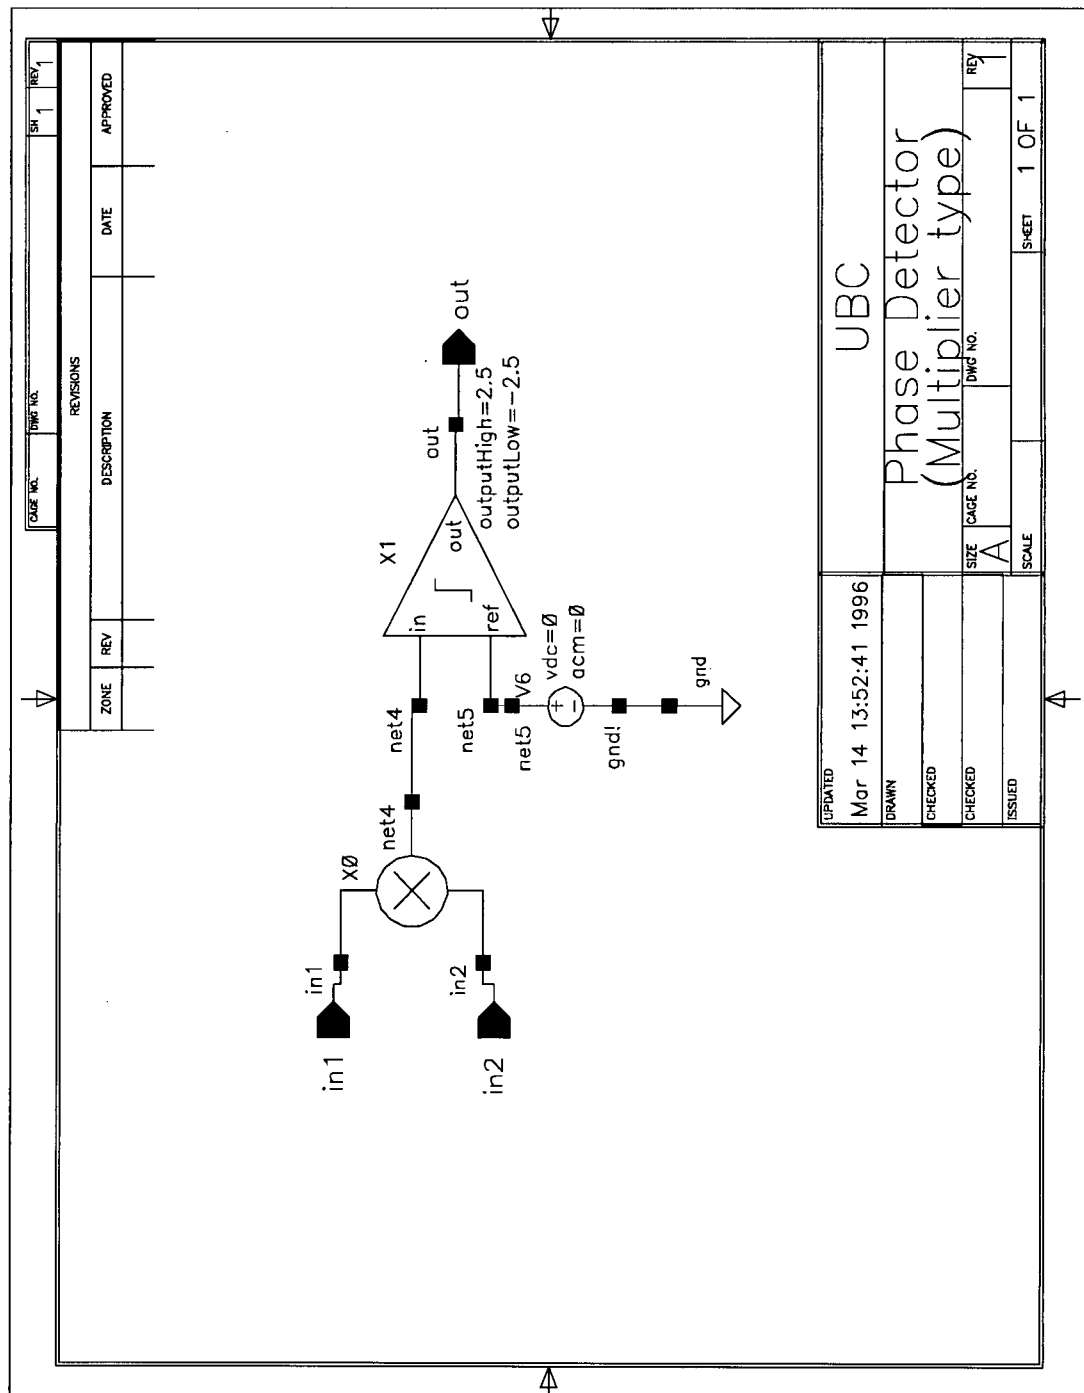 CAGE NO. DWG NO. SH 1 REV 1
REVISIONS
ZONE REV DESCRIPTION DATE APPROVED
in1
in1
in2
in2
X0
net4
net4
net5
net5
V6
vdc=0
acm=0
gnd!
gnd
X1
in
ref
out
out
out
outputHigh=2.5
outputLow=-2.5
UPDATED
Mar 14 13:52:41 1996
DRAWN
CHECKED
CHECKED
ISSUED
UBC
Phase Detector
(Multiplier type)
SIZE A CAGE NO. DWG NO. REV 1
SCALE SHEET 1 OF 1